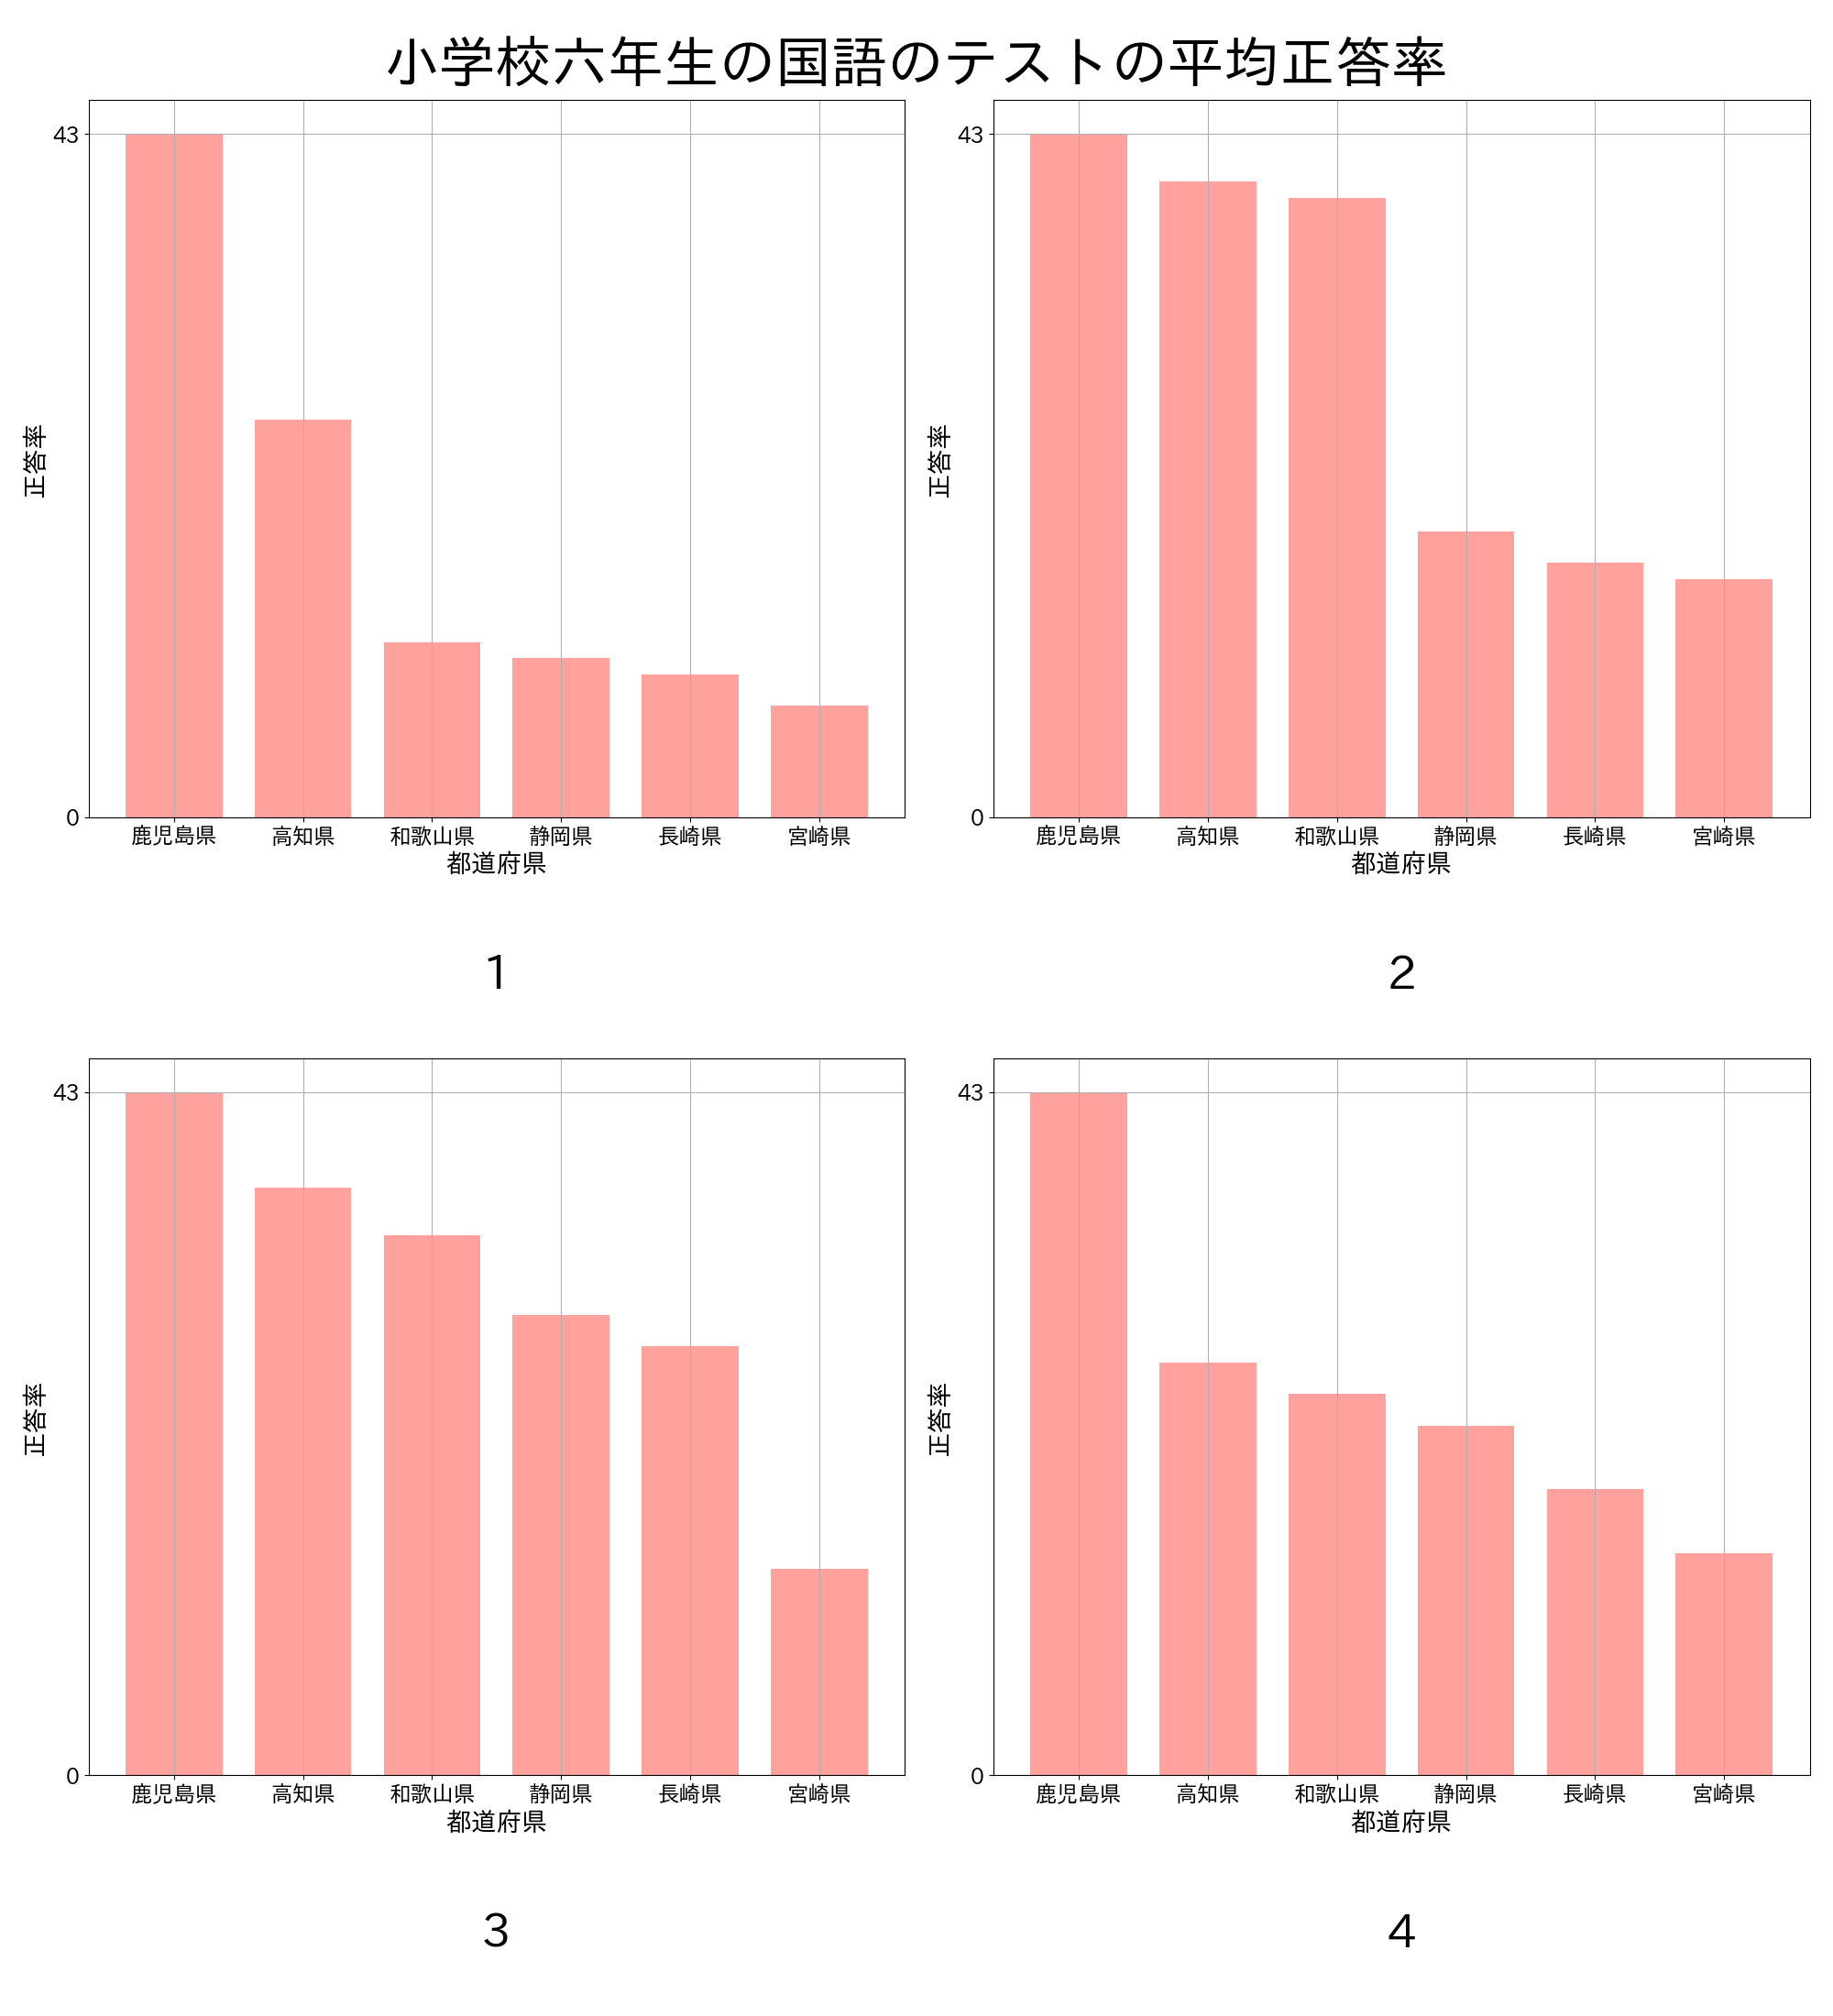 小学校六年生の国語のテストの平均正答率
43
0
正答率
鹿児島県 高知県 和歌山県 静岡県 長崎県 宮崎県
都道府県
1
43
0
正答率
鹿児島県 高知県 和歌山県 静岡県 長崎県 宮崎県
都道府県
2
43
0
正答率
鹿児島県 高知県 和歌山県 静岡県 長崎県 宮崎県
都道府県
3
43
0
正答率
鹿児島県 高知県 和歌山県 静岡県 長崎県 宮崎県
都道府県
4